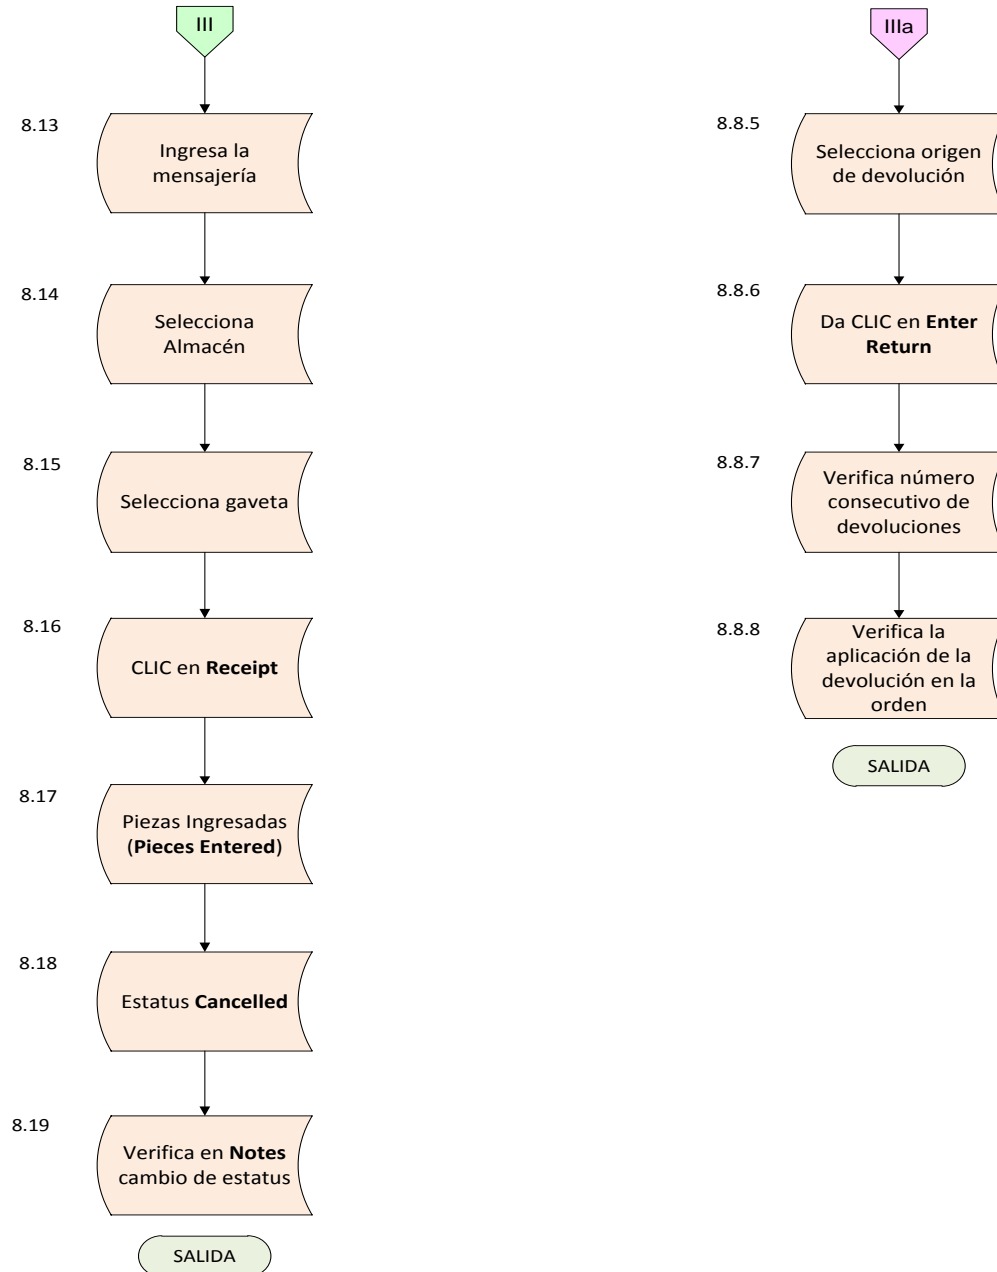 III
8.13
Ingresa la
mensajería
8.14
Selecciona
Almacén
8.15
Selecciona gaveta
8.16
CLIC en Receipt
8.17
Piezas Ingresadas
(Pieces Entered)
8.18
Estatus Cancelled
8.19
Verifica en Notes
cambio de estatus
SALIDA
IIIa
8.8.5
Selecciona origen
de devolución
8.8.6
Da CLIC en Enter
Return
8.8.7
Verifica número
consecutivo de
devoluciones
8.8.8
Verifica la
aplicación de la
devolución en la
orden
SALIDA